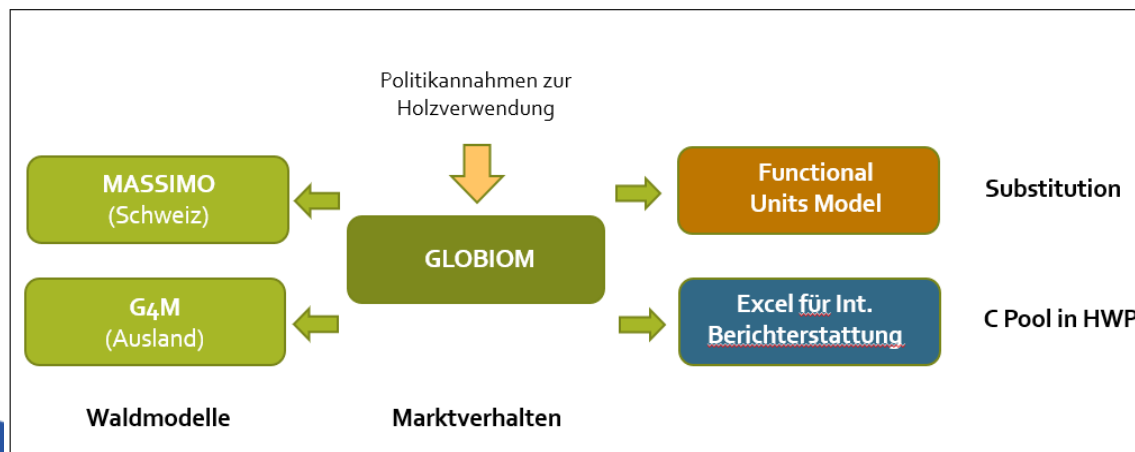 Politikannahmen zur
Holzverwendung
MASSIMO
(Schweiz)
GLOBIOM
Functional
Units Model
Substitution
G4M
(Ausland)
Excel für Int.
Berichterstattung
C Pool in HWP
Waldmodelle
Marktverhalten